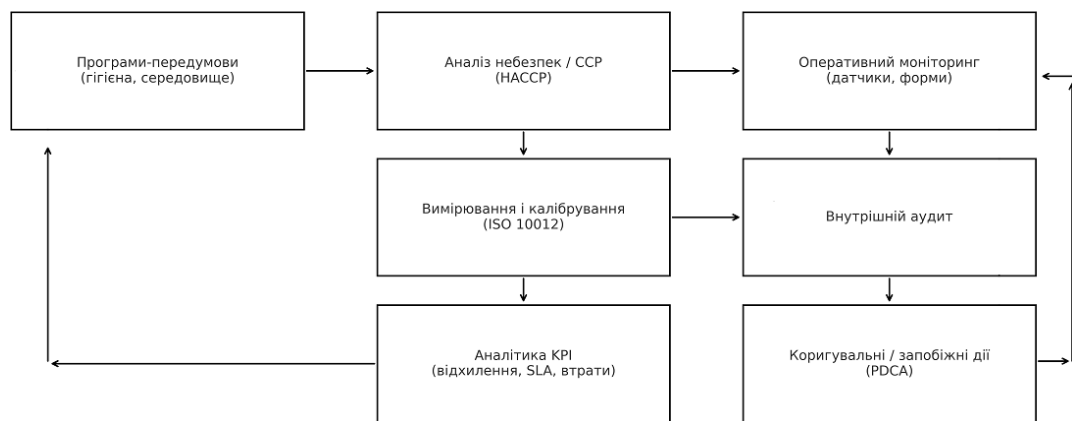 Програми-передумови
(гігієна, середовище)
Аналіз небезпек / CCP
(HACCP)
Оперативний моніторинг
(датчики, форми)
Вимірювання і калібрування
(ISO 10012)
Внутрішній аудит
Аналітика KPI
(відхилення, SLA, втрати)
Коригувальні / запобіжні дії
(PDCA)